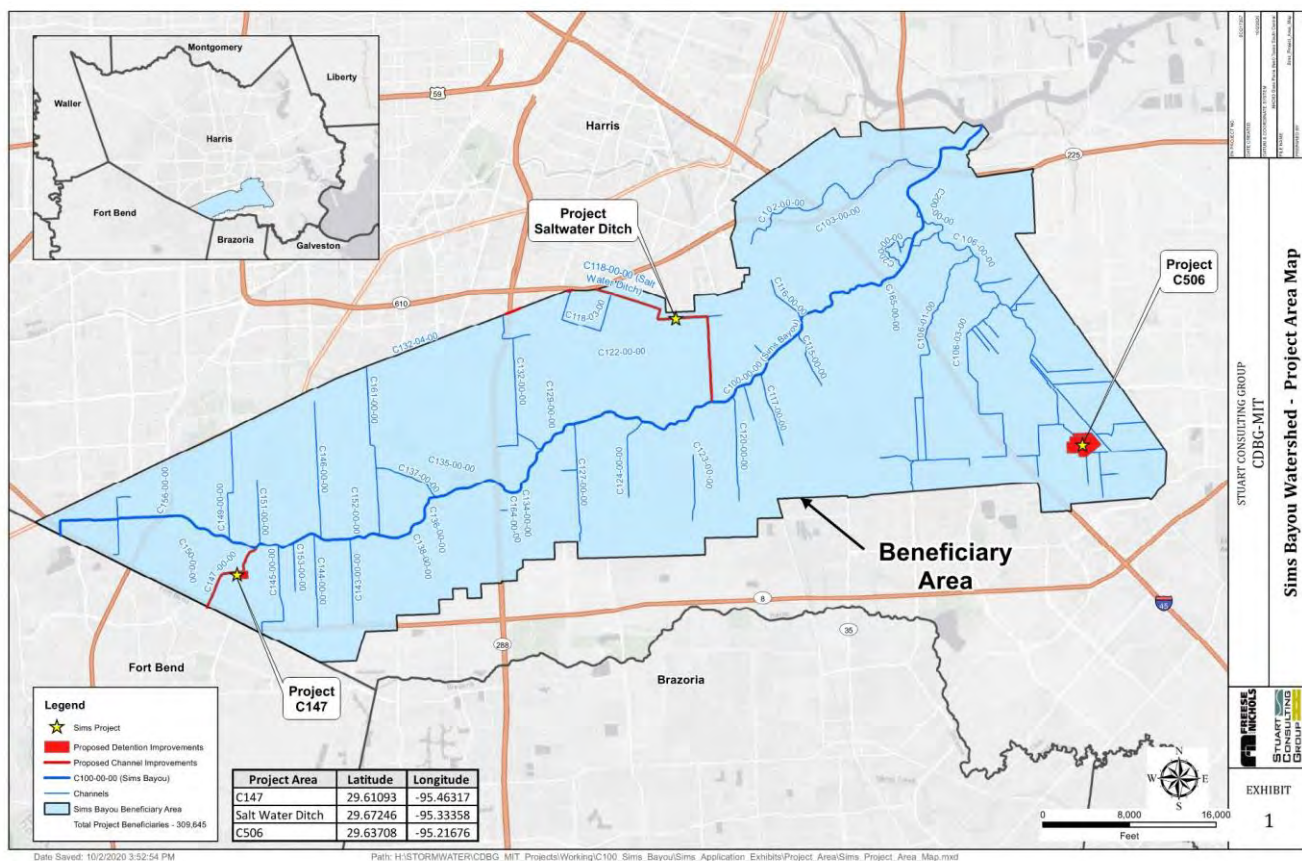 Montgomery
Liberty
Waller
Harris
Fort Bend
Brazoria
Galveston
59
Harris
225
Project
Saltwater Ditch
Project
C506
610
C118-00-00 (Salt
Water Ditch)
C118-03-00
C102-00-00
C103-00-00
C106-00-00
C116-00-00
C165-00-00
C106-01-00
C106-03-00
C132-04-00
C122-00-00
C100-00-00 (Sims Bayou)
C115-00-00
C117-00-00
C120-00-00
C123-00-00
C161-00-00
C132-00-00
C129-00-00
C124-00-00
C127-00-00
C135-00-00
C137-00-00
C134-00-00
C164-00-00
C136-00-00
C138-00-00
C156-00-00
C149-00-00
C151-00-00
C146-00-00
C152-00-00
C150-00-00
C147-00-00
C145-00-00
C153-00-00
C144-00-00
C143-00-00
Beneficiary
Area
8
35
288
45
Fort Bend
Brazoria
Project
C147
Legend
Sims Project
Proposed Detention Improvements
Proposed Channel Improvements
C100-00-00 (Sims Bayou)
Channels
Sims Bayou Beneficiary Area
Total Project Beneficiaries - 309,645
Project Area Latitude Longitude
C147 29.61093 -95.46317
Salt Water Ditch 29.67246 -95.33358
C506 29.63708 -95.21676
N
W E
S
0 8,000 16,000
Feet
STUART CONSULTING GROUP
CDBG-MIT
Sims Bayou Watershed - Project Area Map
FREESE
NICHOLS
STUART
CONSULTING
GROUP
EXHIBIT
1
Date Saved: 10/2/2020 3:52:54 PM
Path: H:\STORMWATER\CDBG_MIT_Projects\Working\C100_Sims_Bayou\Sims_Application_Exhibits\Project_Area\Sims_Project_Area_Map.mxd